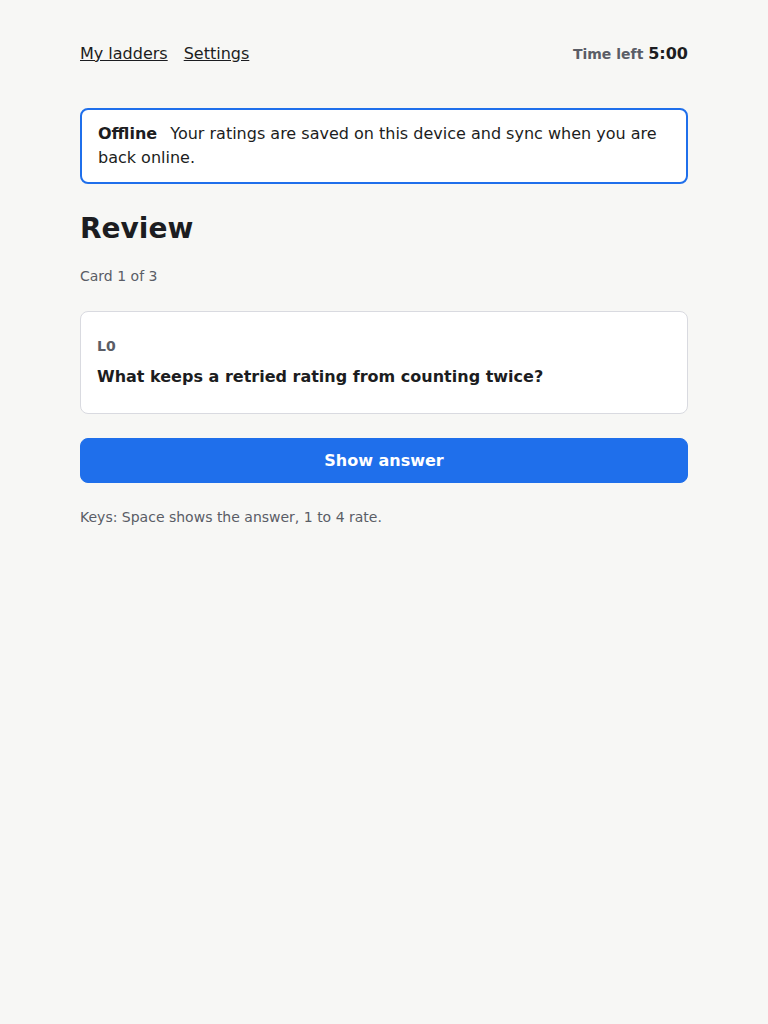 My ladders Settings Time left 5:00
Offline Your ratings are saved on this device and sync when you are
back online.
Review
Card 1 of 3
L0
What keeps a retried rating from counting twice?
Show answer
Keys: Space shows the answer, 1 to 4 rate.